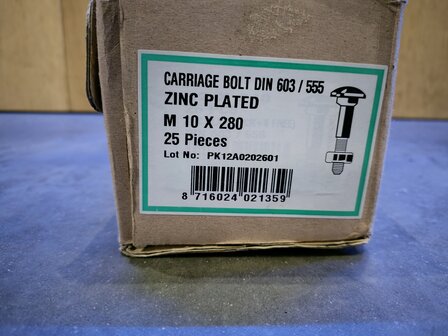 CARRIAGE BOLT DIN 603 / 555
ZINC PLATED
M 10 X 280
25 Pieces
Lot No: PK12A0202601
8 716024 021359